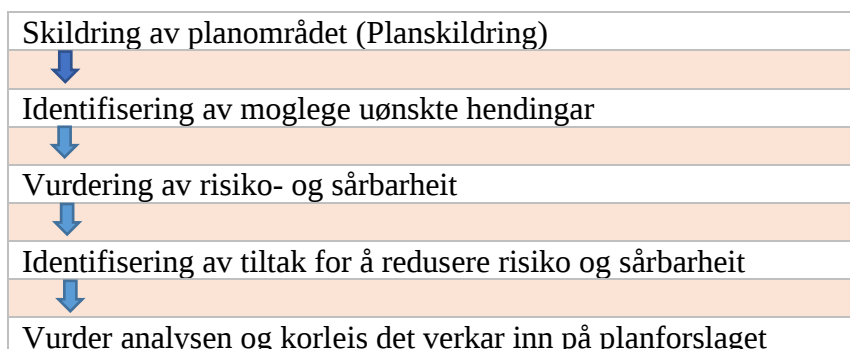 Skildring av planområdet (Planskildring)
Identifisering av moglege uønskte hendingar
Vurdering av risiko- og sårbarheit
Identifisering av tiltak for å redusere risiko og sårbarheit
Vurder analysen og korleis det verkar inn på planforslaget